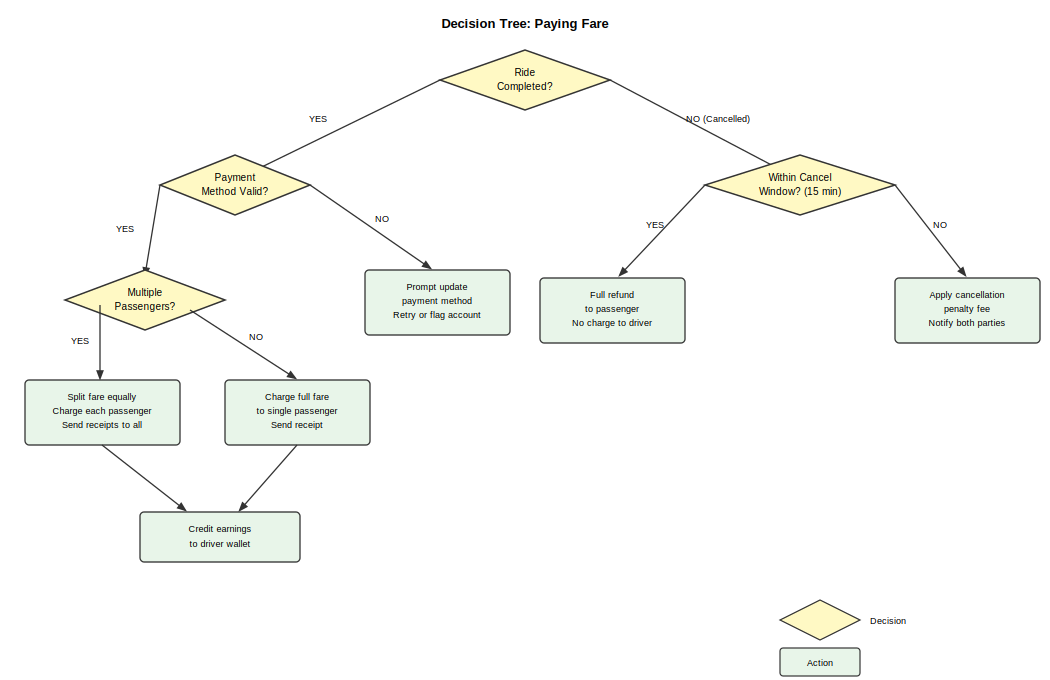 Decision Tree: Paying Fare
Ride
Completed?
YES
NO (Cancelled)
Payment
Method Valid?
Within Cancel
Window? (15 min)
YES
NO
YES
NO
Multiple
Passengers?
Prompt update
payment method
Retry or flag account
Full refund
to passenger
No charge to driver
Apply cancellation
penalty fee
Notify both parties
YES
NO
Split fare equally
Charge each passenger
Send receipts to all
Charge full fare
to single passenger
Send receipt
Credit earnings
to driver wallet
Decision
Action